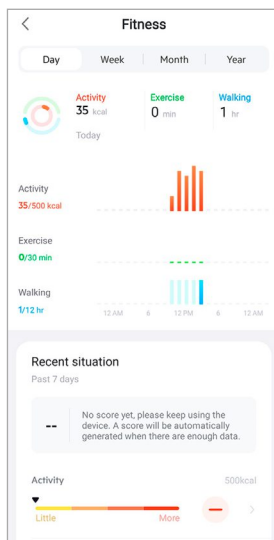 Fitness
Day Week Month Year
Activity Exercise Walking
35 kcal 0 min 1 hr
Today
Activity
35/500 kcal
Exercise
0/30 min
Walking
1/12 hr
12 AM 6 12 PM 6 12 AM
Recent situation
Past 7 days
-- No score yet, please keep using the
device. A score will be automatically
generated when there are enough data.
Activity 500kcal
Little More